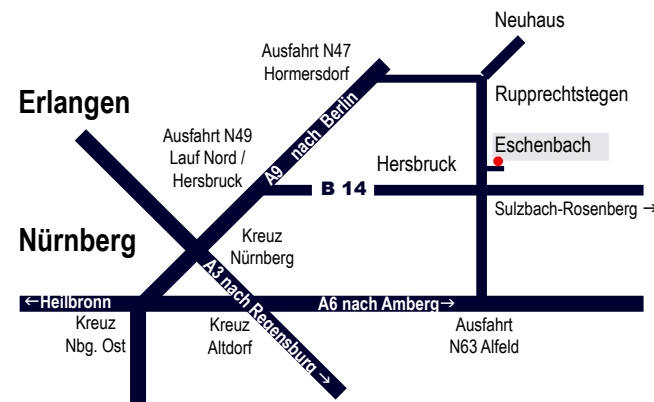 Neuhaus
Ausfahrt N47
Hormersdorf
Erlangen
Rupprechtstegen
Ausfahrt N49
Lauf Nord /
Hersbruck
A9 nach Berlin
Eschenbach
Hersbruck
B 14
Sulzbach-Rosenberg →
Nürnberg
Kreuz
Nürnberg
A3 nach Regensburg →
←Heilbronn
A6 nach Amberg→
Kreuz
Nbg. Ost
Kreuz
Altdorf
Ausfahrt
N63 Alfeld